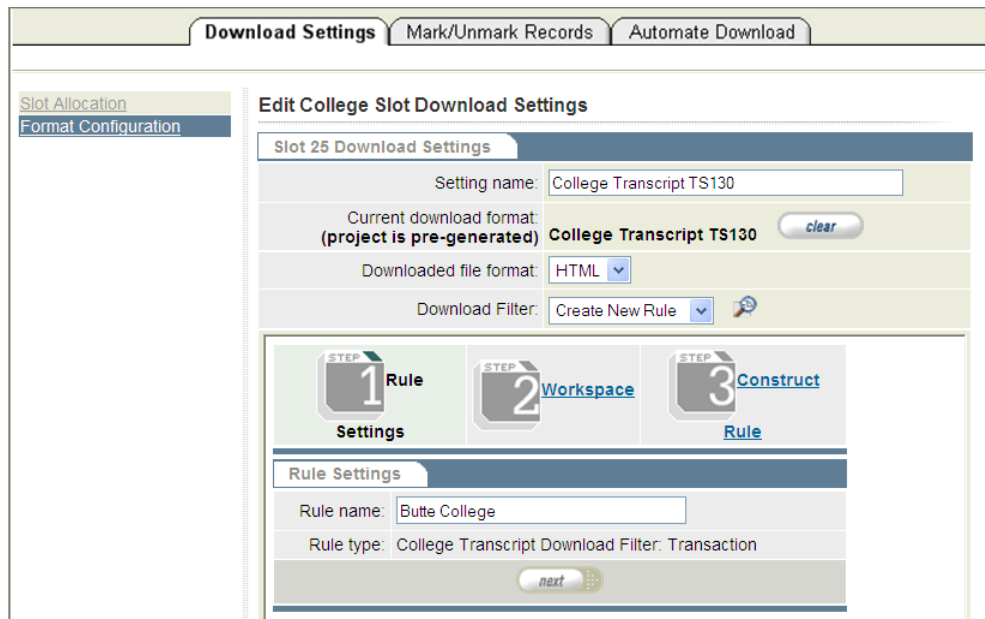 Download Settings Mark/Unmark Records Automate Download
Slot Allocation
Format Configuration
Edit College Slot Download Settings
Slot 25 Download Settings
Setting name: College Transcript TS130
Current download format:
(project is pre-generated) College Transcript TS130 clear
Downloaded file format: HTML
Download Filter: Create New Rule
STEP 1 Rule
Settings
STEP 2 Workspace
STEP 3 Construct
Rule
Rule Settings
Rule name: Butte College
Rule type: College Transcript Download Filter: Transaction
next